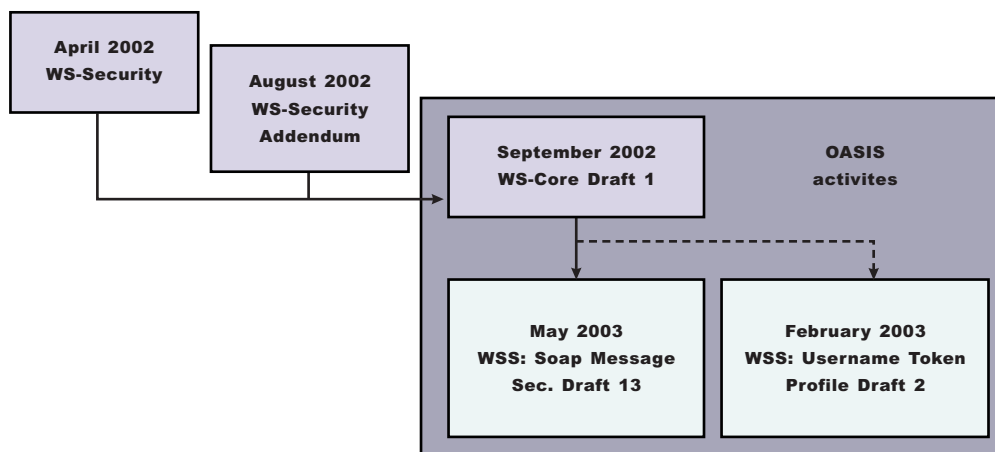 April 2002
WS-Security
August 2002
WS-Security
Addendum
September 2002
WS-Core Draft 1
OASIS
activites
May 2003
WSS: Soap Message
Sec. Draft 13
February 2003
WSS: Username Token
Profile Draft 2